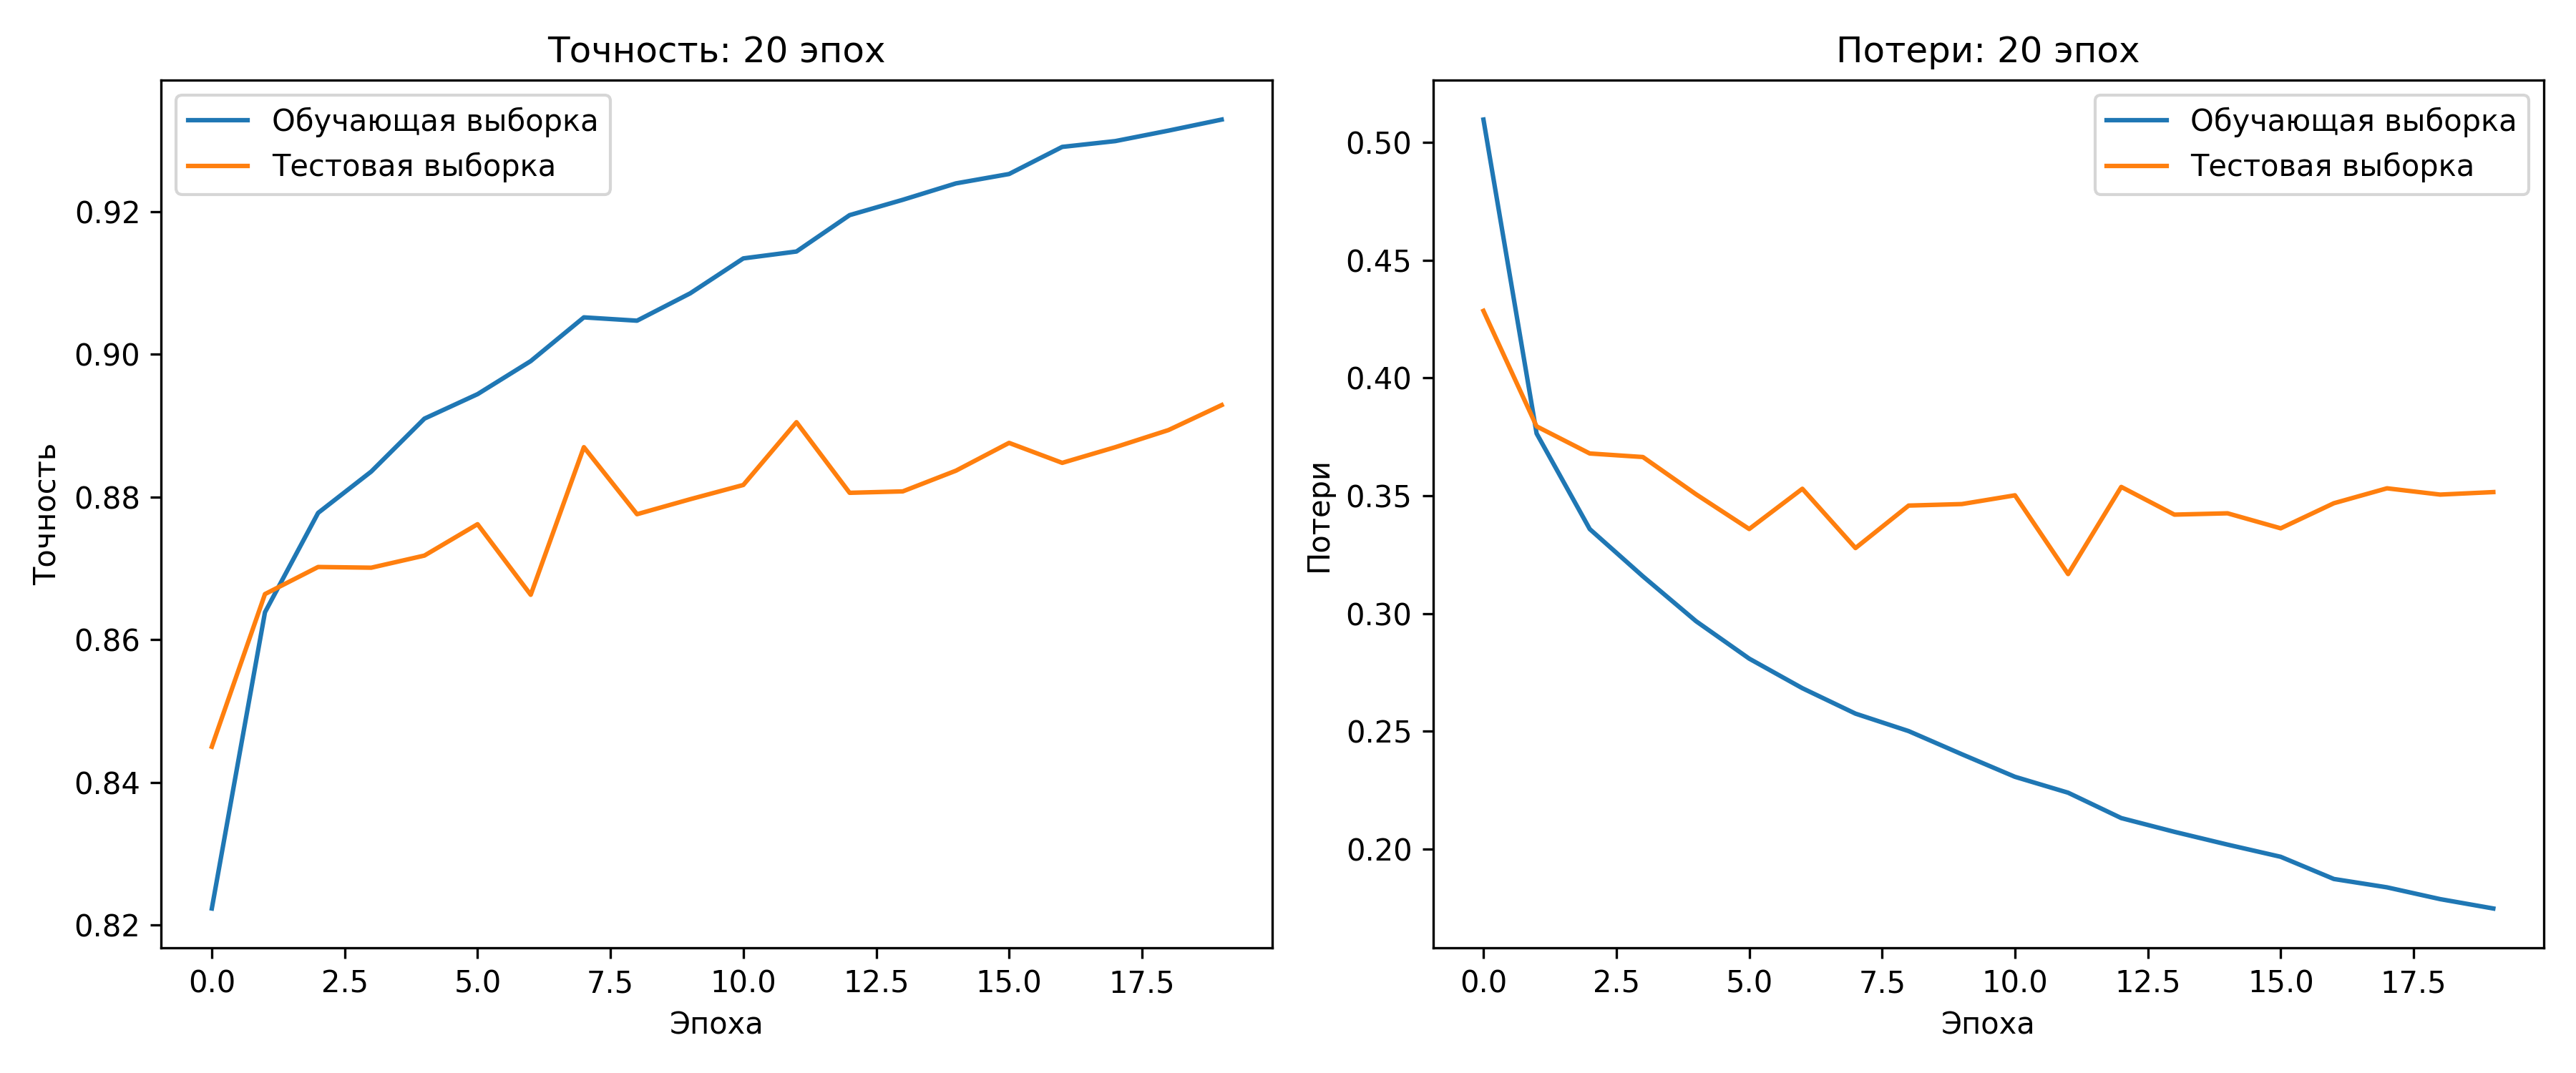 Точность: 20 эпох
Обучающая выборка
Тестовая выборка
0.92
0.90
0.88
0.86
0.84
0.82
Точность
0.0 2.5 5.0 7.5 10.0 12.5 15.0 17.5
Эпоха
Потери: 20 эпох
Обучающая выборка
Тестовая выборка
0.50
0.45
0.40
0.35
0.30
0.25
0.20
Потери
0.0 2.5 5.0 7.5 10.0 12.5 15.0 17.5
Эпоха